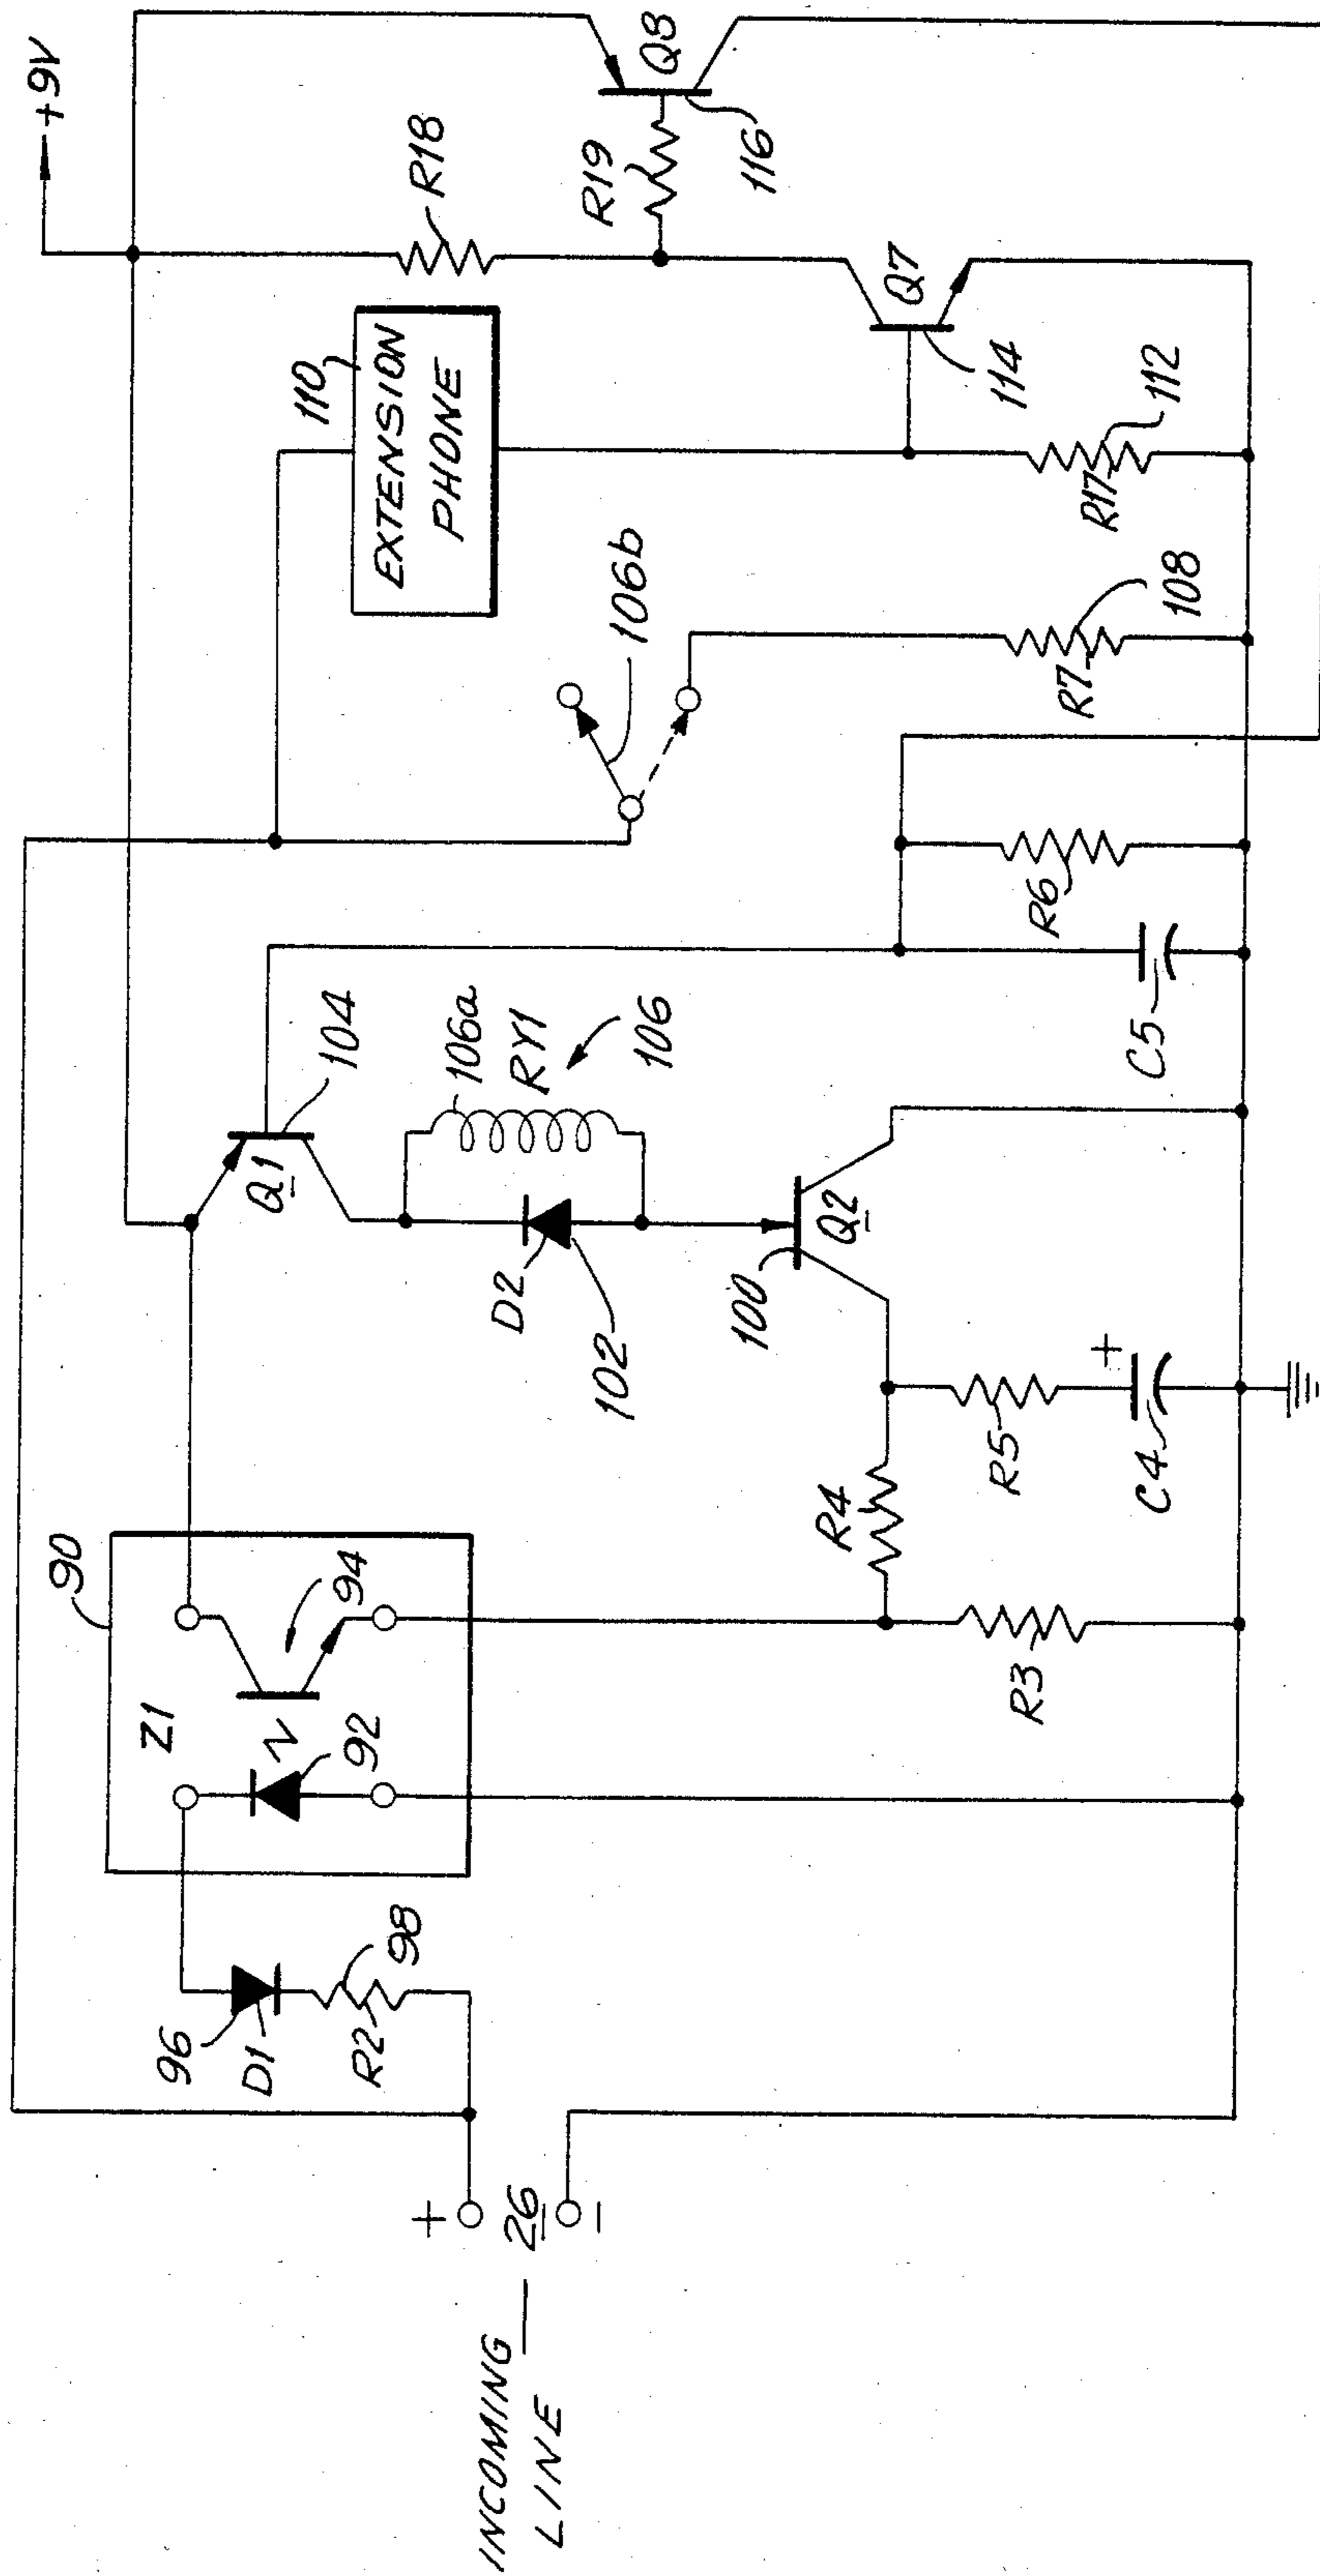 +9V
90
Z1
N
94
92
96
D1
R2
98
INCOMING
LINE
+
26
−
Q1
104
106a
RY1
106
D2
102
100
Q2
R4
R3
R5
+
C4
C5
R6
106b
110
EXTENSION
PHONE
R18
R19
Q8
116
Q7
114
R7
108
R17
112